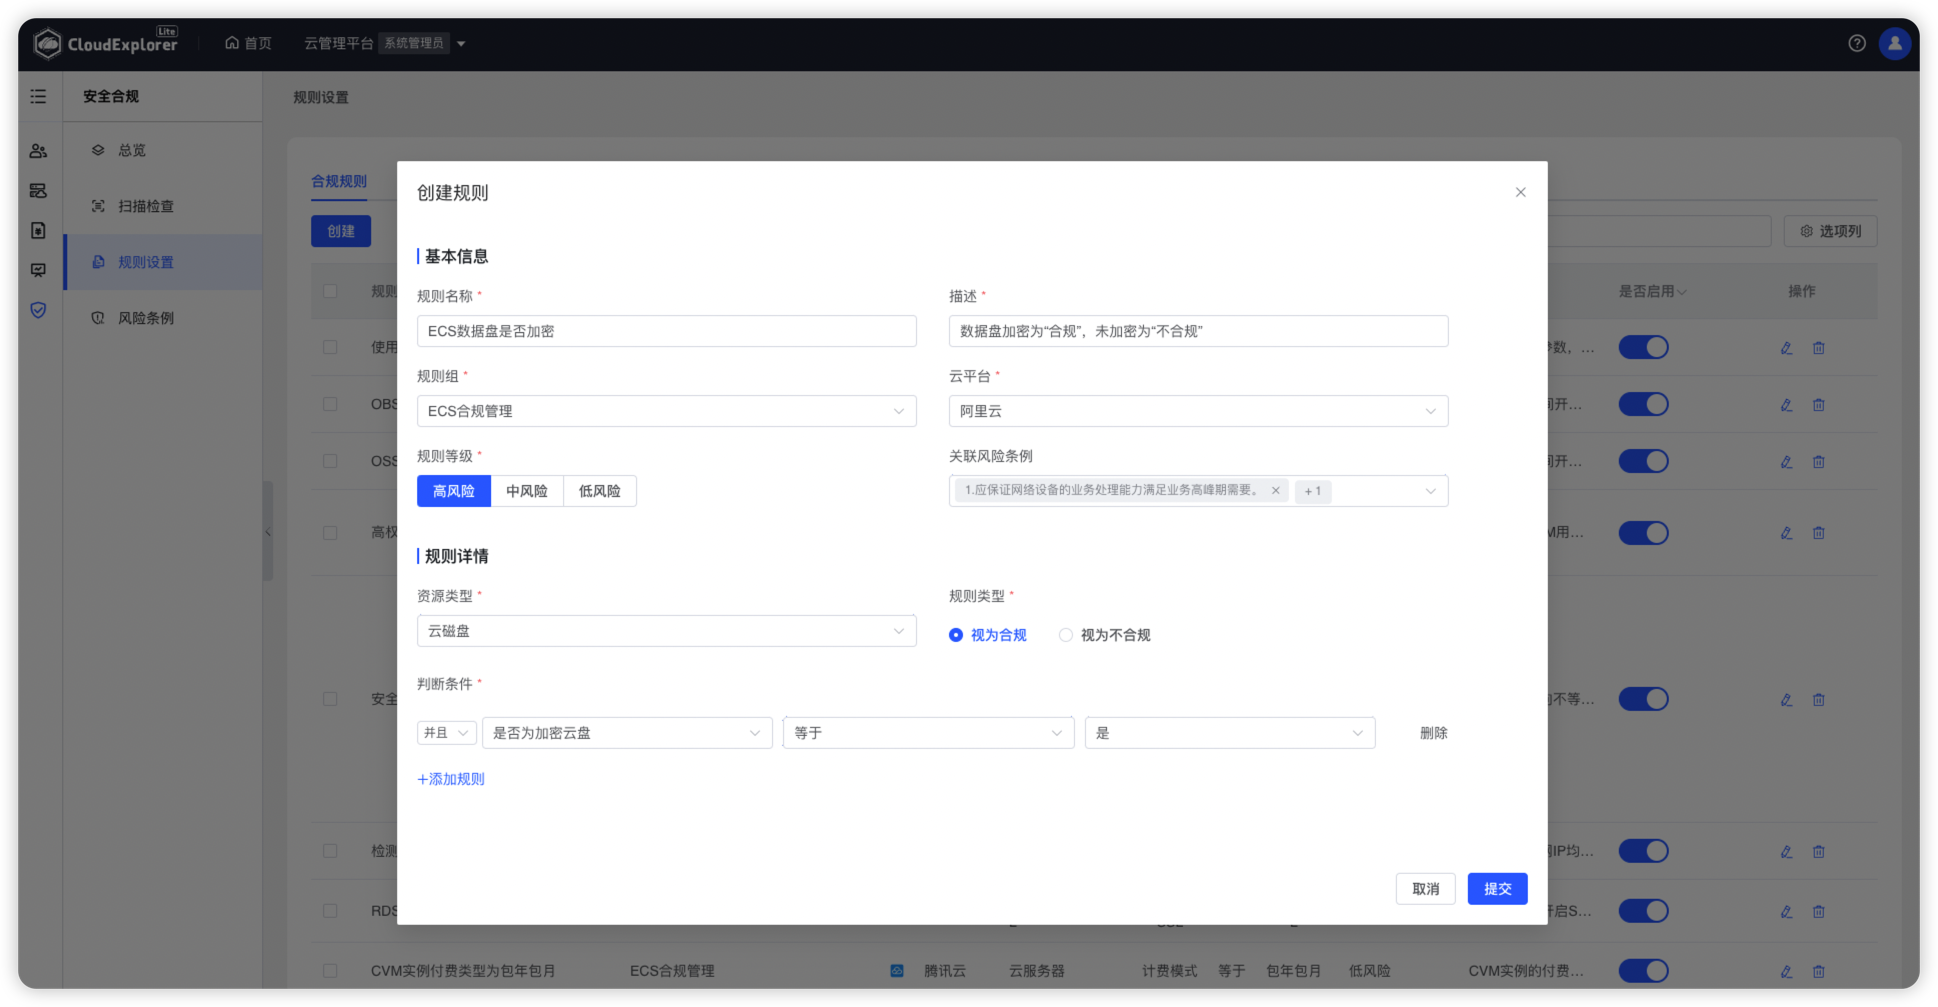 CloudExplorer Lite 首页 云管理平台 系统管理员
安全合规
规则设置
总览
扫描检查
规则设置
风险条例
合规规则
创建
选项列
规则
是否启用
操作
创建规则
基本信息
规则名称 *
描述 *
ECS数据盘是否加密
数据盘加密为“合规”，未加密为“不合规”
规则组 *
云平台 *
ECS合规管理
阿里云
规则等级 *
关联风险条例
高风险 中风险 低风险
1.应保证网络设备的业务处理能力满足业务高峰期需要。 × + 1
规则详情
资源类型 *
规则类型 *
云磁盘
视为合规 视为不合规
判断条件 *
并且 是否为加密云盘 等于 是 删除
+添加规则
取消 提交
使用
数，...
OBS
间开...
OSS
间开...
高权
M用...
安全
不等...
检测
IP均...
RDS
开启S...
CVM实例付费类型为包年包月 ECS合规管理 腾讯云 云服务器 计费模式 等于 包年包月 低风险 CVM实例的付费...